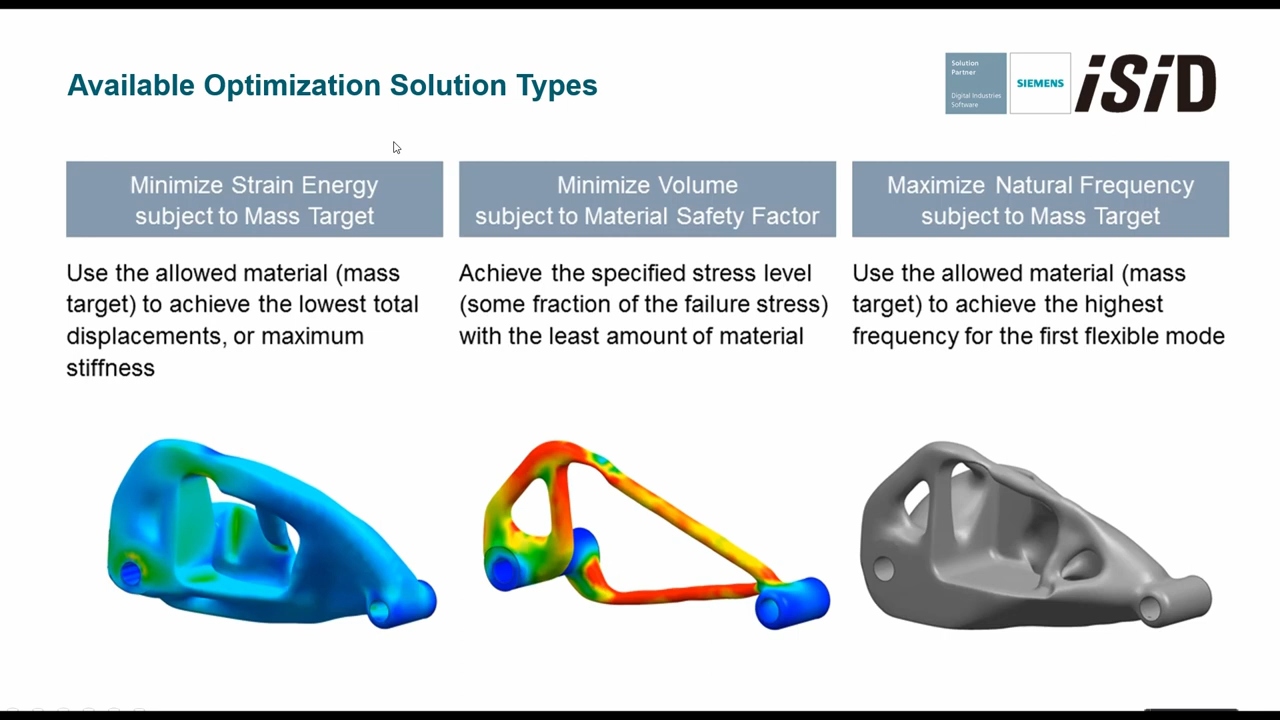 Available Optimization Solution Types
Solution
Partner
Digital Industries
Software
SIEMENS
iSiD
Minimize Strain Energy
subject to Mass Target
Use the allowed material (mass
target) to achieve the lowest total
displacements, or maximum
stiffness
Minimize Volume
subject to Material Safety Factor
Achieve the specified stress level
(some fraction of the failure stress)
with the least amount of material
Maximize Natural Frequency
subject to Mass Target
Use the allowed material (mass
target) to achieve the highest
frequency for the first flexible mode